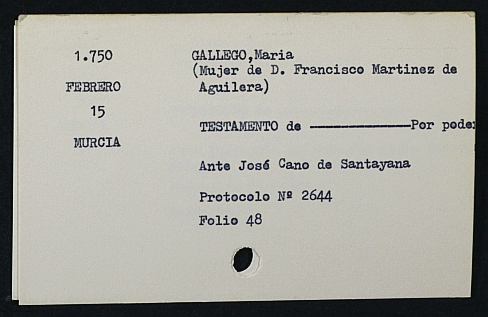 1.750
FEBRERO
15
MURCIA
GALLEGO,Maria
(Mujer de D. Francisco Martinez de
Aguilera)
TESTAMENTO de ——————Por poder
Ante José Cano de Santayana
Protocolo Nº 2644
Folio 48